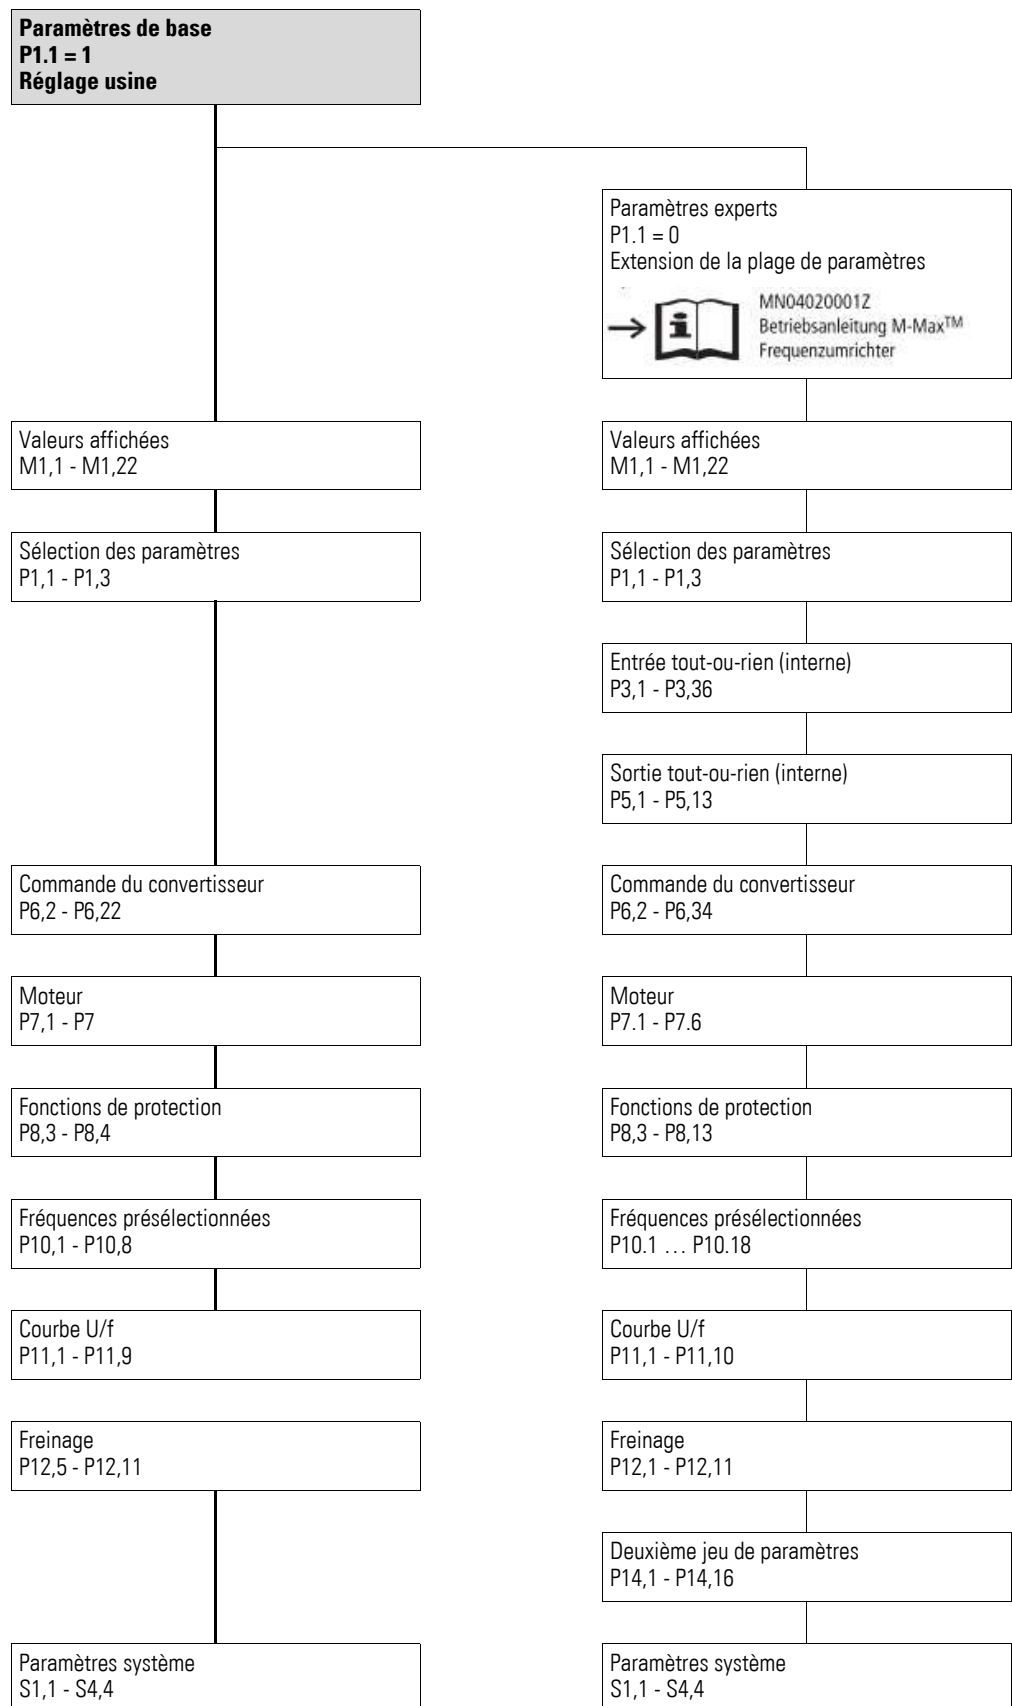 Paramètres de base
P1.1 = 1
Réglage usine
Paramètres experts
P1.1 = 0
Extension de la plage de paramètres
MN04020001Z
Betriebsanleitung M-Max™
Frequenzumrichter
Valeurs affichées
M1,1 - M1,22
Valeurs affichées
M1,1 - M1,22
Sélection des paramètres
P1,1 - P1,3
Sélection des paramètres
P1,1 - P1,3
Entrée tout-ou-rien (interne)
P3,1 - P3,36
Sortie tout-ou-rien (interne)
P5,1 - P5,13
Commande du convertisseur
P6,2 - P6,22
Commande du convertisseur
P6,2 - P6,34
Moteur
P7,1 - P7
Moteur
P7.1 - P7.6
Fonctions de protection
P8,3 - P8,4
Fonctions de protection
P8,3 - P8,13
Fréquences présélectionnées
P10,1 - P10,8
Fréquences présélectionnées
P10.1 … P10.18
Courbe U/f
P11,1 - P11,9
Courbe U/f
P11,1 - P11,10
Freinage
P12,5 - P12,11
Freinage
P12,1 - P12,11
Deuxième jeu de paramètres
P14,1 - P14,16
Paramètres système
S1,1 - S4,4
Paramètres système
S1,1 - S4,4